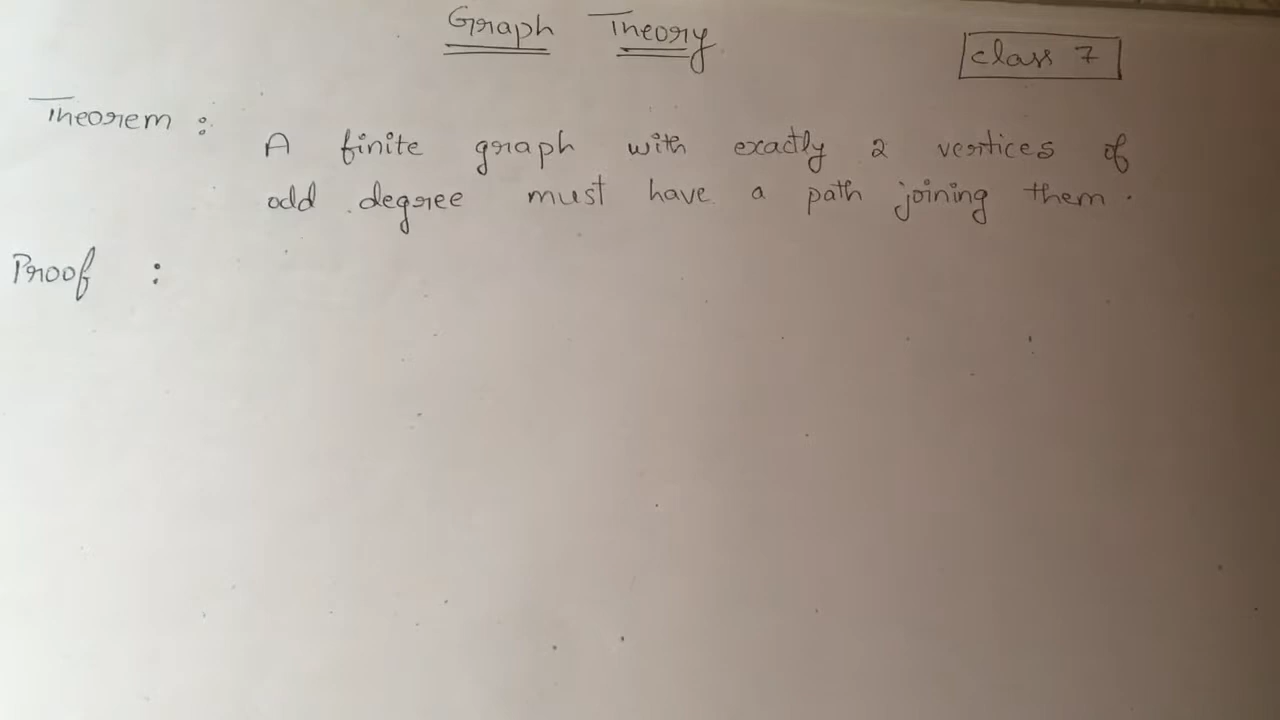 Graph Theory
class 7
Theorem :
A finite graph with exactly 2 vertices of
odd degree must have a path joining them.
Proof :